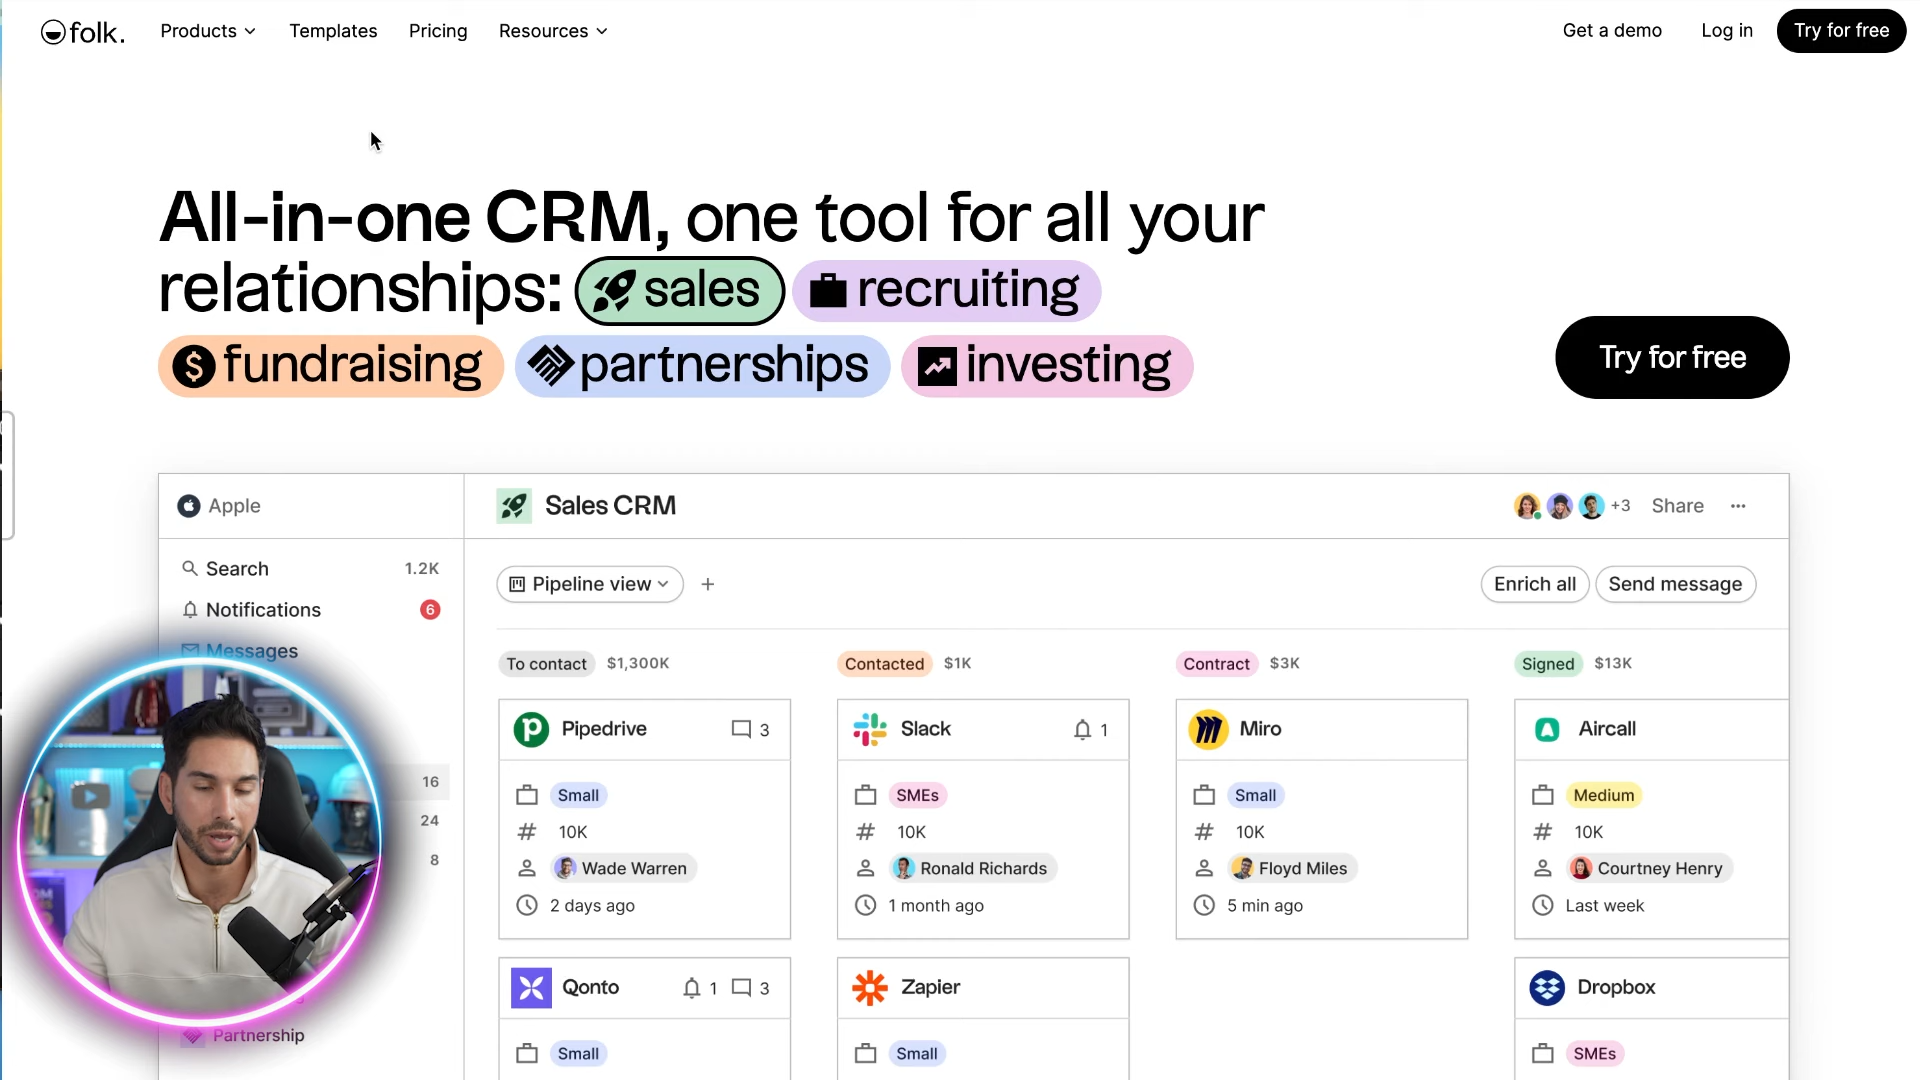 folk.
Products
Templates
Pricing
Resources
Get a demo
Log in
Try for free
All-in-one CRM, one tool for all your
relationships: sales recruiting
fundraising partnerships investing
Try for free
Apple
Sales CRM
+3
Share
Search 1.2K
Notifications 6
Messages
16
24
8
Partnership
Pipeline view
+
Enrich all
Send message
To contact $1,300K
Contacted $1K
Contract $3K
Signed $13K
Pipedrive 3
Small
# 10K
Wade Warren
2 days ago
Slack 1
SMEs
# 10K
Ronald Richards
1 month ago
Miro
Small
# 10K
Floyd Miles
5 min ago
Aircall
Medium
# 10K
Courtney Henry
Last week
Qonto 1 3
Small
Zapier
Small
Dropbox
SMEs